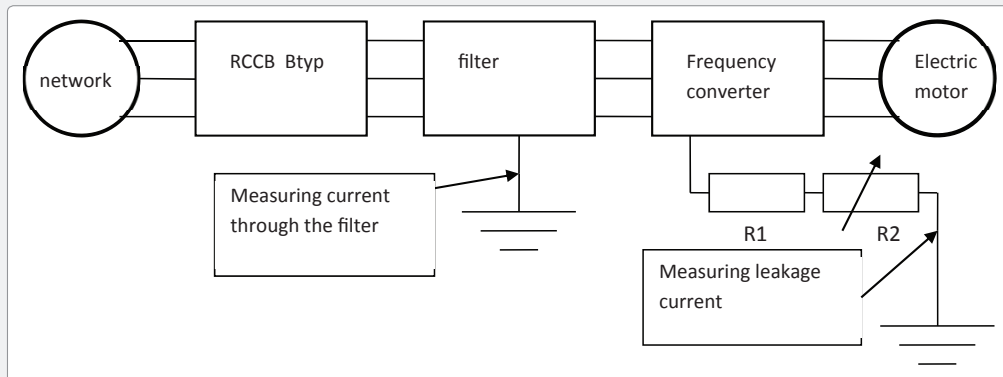 network
RCCB Btyp
filter
Frequency
converter
Electric
motor
Measuring current
through the filter
R1
R2
Measuring leakage
current